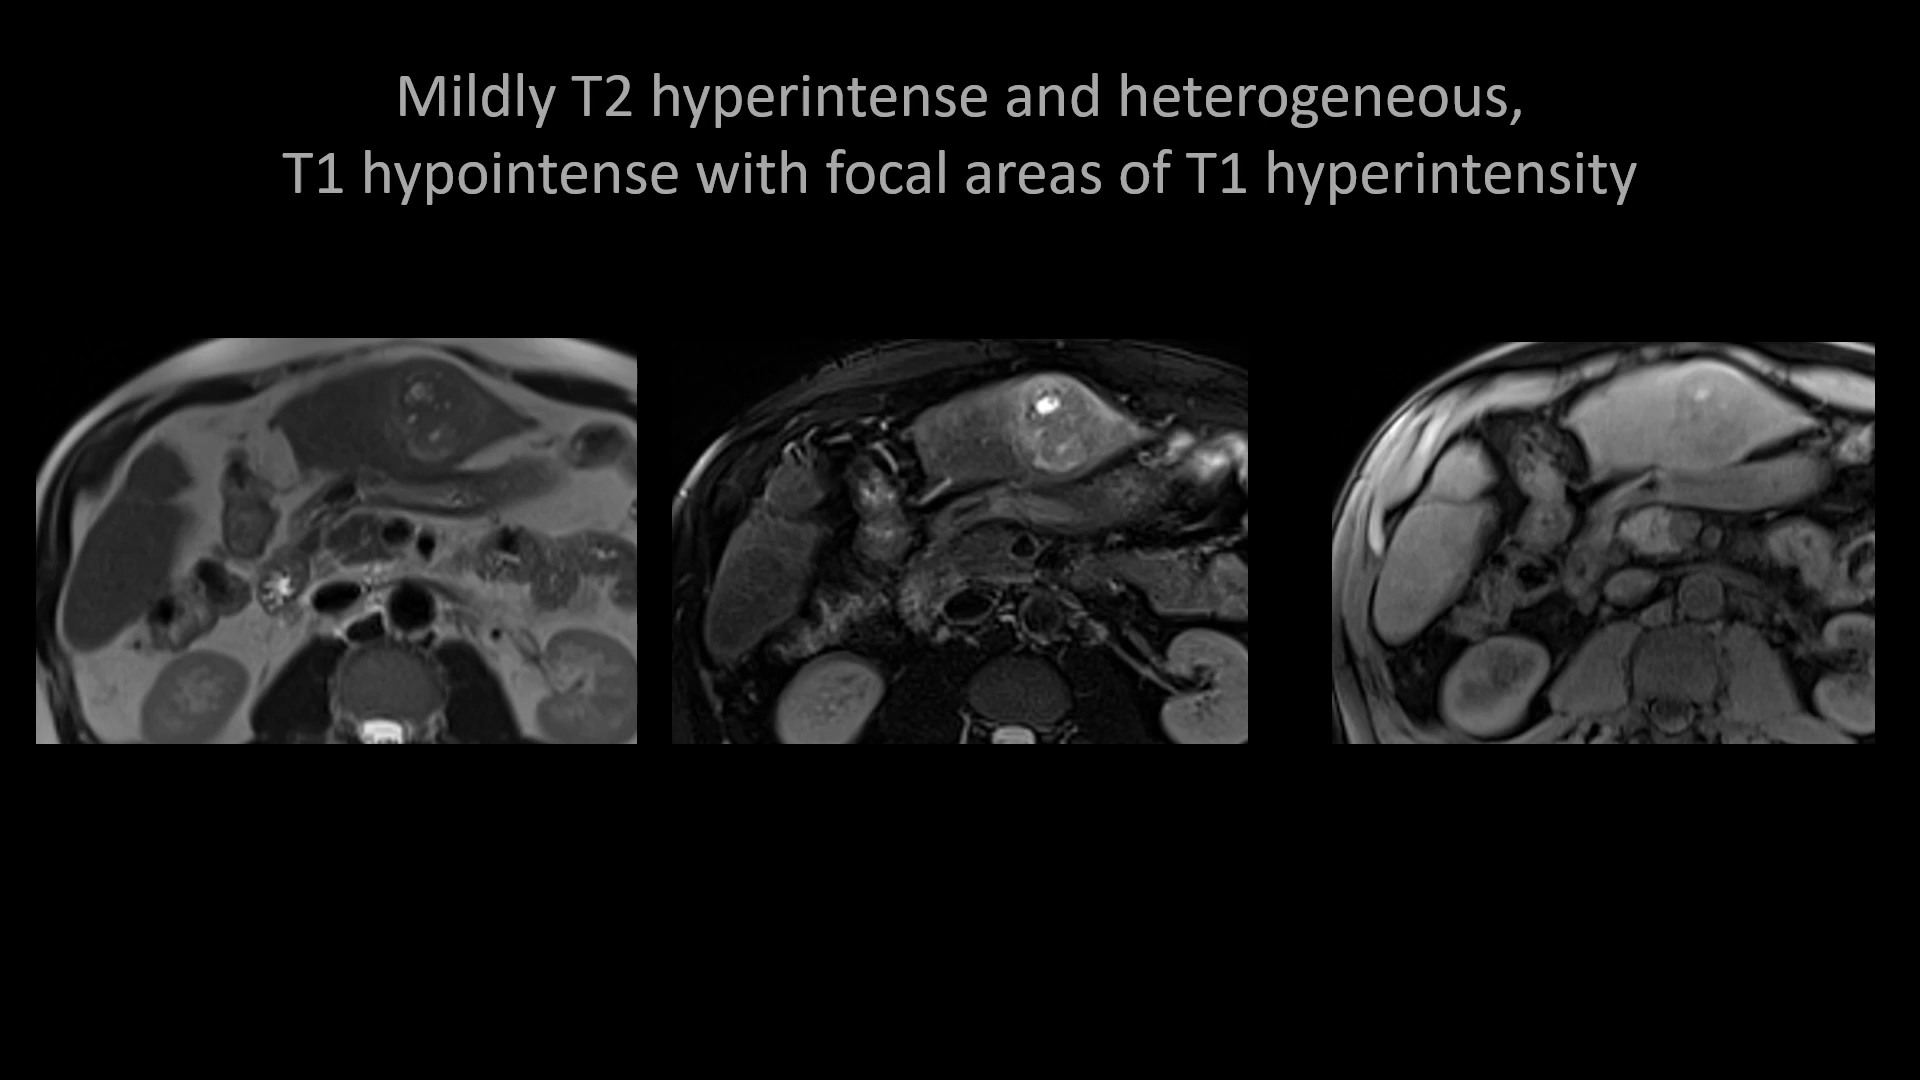 Mildly T2 hyperintense and heterogeneous,
T1 hypointense with focal areas of T1 hyperintensity